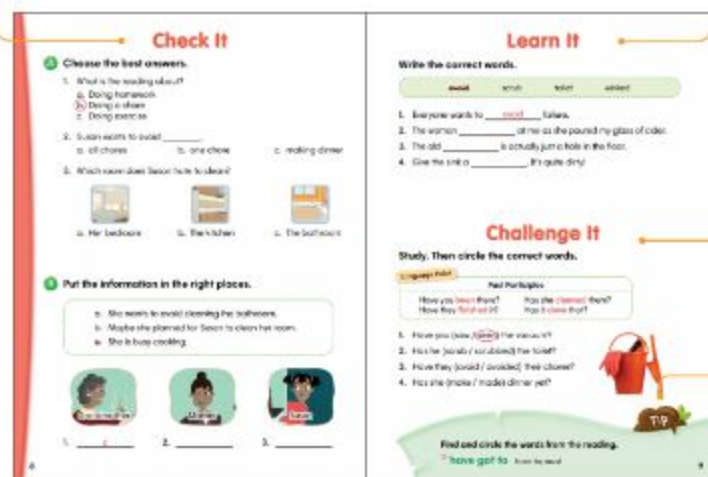 Check It
A Choose the best answers.
1. What is the reading about?
a. Doing homework
b. Doing a chore
c. Doing exercise
2. Susan wants to avoid ________.
a. all chores b. one chore c. making dinner
3. Which room does Susan hate to clean?
a. Her bedroom b. The kitchen c. The bathroom
B Put the information in the right places.
a. She wants to avoid cleaning the bathroom.
b. Maybe she planned for Susan to clean her room.
c. She is busy cooking.
Grandmother Mother Susan
1. c 2. ________ 3. ________
8
Learn It
Write the correct words.
avoid scrub toilet winked
1. Everyone wants to avoid failure.
2. The woman ________ at me as she poured my glass of cider.
3. The old ________ is actually just a hole in the floor.
4. Give the sink a ________. It's quite dirty!
Challenge It
Study. Then circle the correct words.
Language Point
Past Participles
Have you been there? Has she cleaned them?
Have they finished it? Has it done that?
1. Have you (saw / seen) the vacuum?
2. Has he (scrub / scrubbed) the toilet?
3. Have they (avoid / avoided) their chores?
4. Has she (make / made) dinner yet?
TIP
Find and circle the words from the reading.
have got to
9